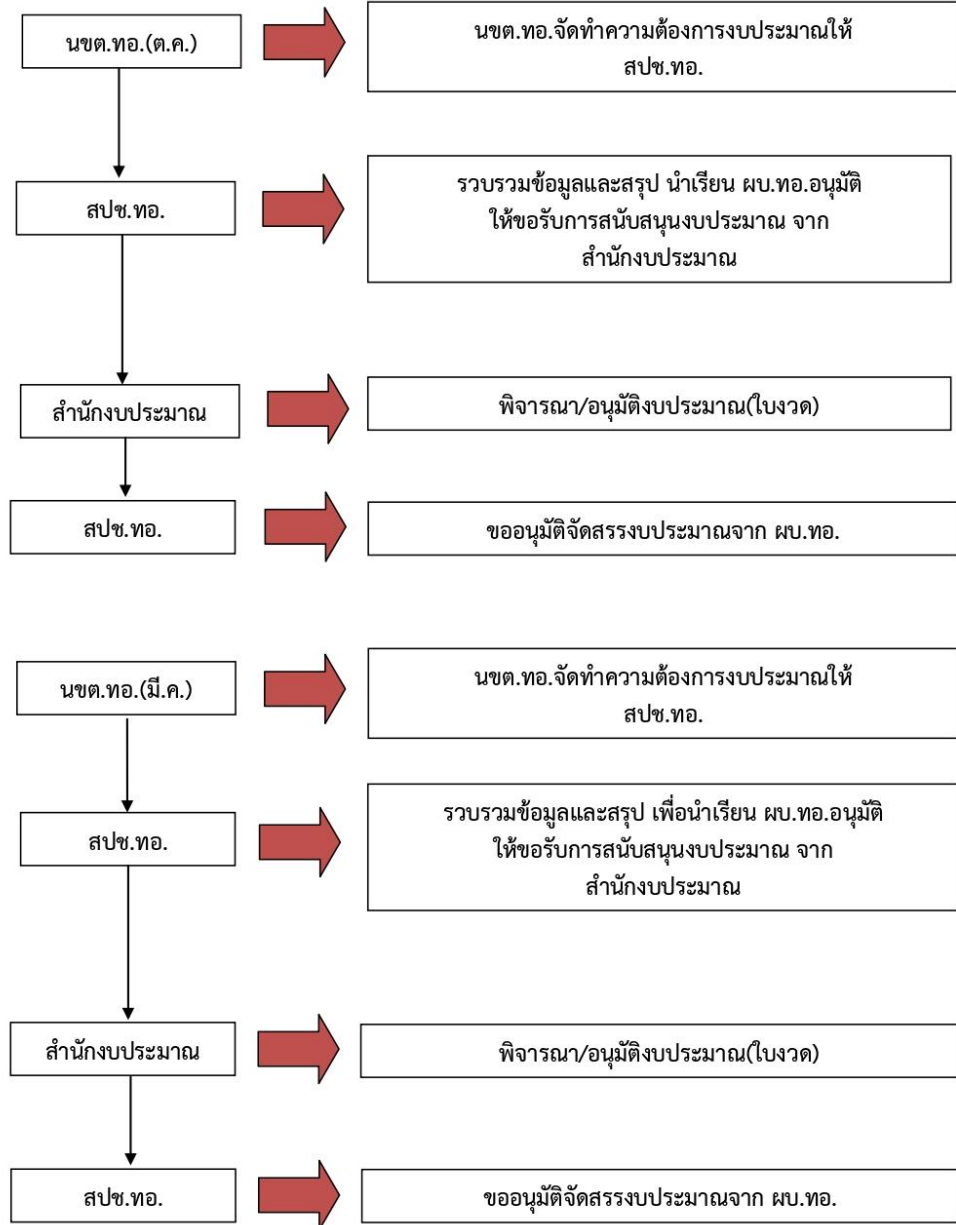 นขต.ทอ.(ต.ค.)
นขต.ทอ.จัดทำความต้องการงบประมาณให้
สปช.ทอ.
สปช.ทอ.
รวบรวมข้อมูลและสรุป นำเรียน ผบ.ทอ.อนุมัติ
ให้ขอรับการสนับสนุนงบประมาณ จาก
สำนักงบประมาณ
สำนักงบประมาณ
พิจารณา/อนุมัติงบประมาณ(ใบงวด)
สปช.ทอ.
ขออนุมัติจัดสรรงบประมาณจาก ผบ.ทอ.
นขต.ทอ.(มี.ค.)
นขต.ทอ.จัดทำความต้องการงบประมาณให้
สปช.ทอ.
สปช.ทอ.
รวบรวมข้อมูลและสรุป เพื่อนำเรียน ผบ.ทอ.อนุมัติ
ให้ขอรับการสนับสนุนงบประมาณ จาก
สำนักงบประมาณ
สำนักงบประมาณ
พิจารณา/อนุมัติงบประมาณ(ใบงวด)
สปช.ทอ.
ขออนุมัติจัดสรรงบประมาณจาก ผบ.ทอ.